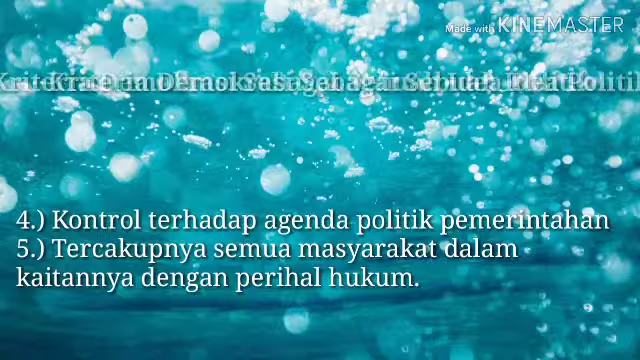 Made with KINEMASTER
4.) Kontrol terhadap agenda politik pemerintahan
5.) Tercakupnya semua masyarakat dalam
kaitannya dengan perihal hukum.